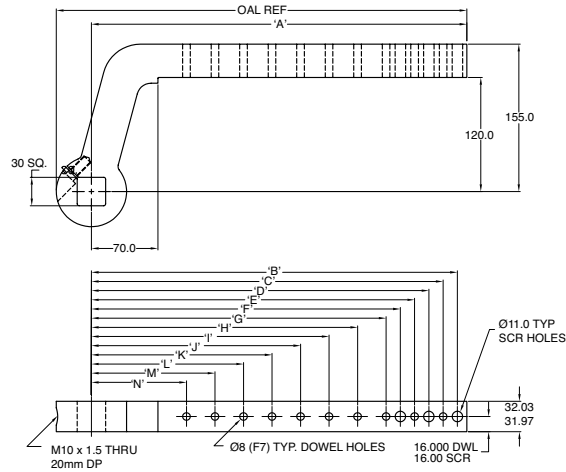 OAL REF
'A'
155.0
120.0
30 SQ.
70.0
'B'
'C'
'D'
'E'
'F'
'G'
'H'
'I'
'J'
'K'
'L'
'M'
'N'
Ø11.0 TYP
SCR HOLES
32.03
31.97
M10 x 1.5 THRU
20mm DP
Ø8 (F7) TYP. DOWEL HOLES
16.000 DWL
16.00 SCR